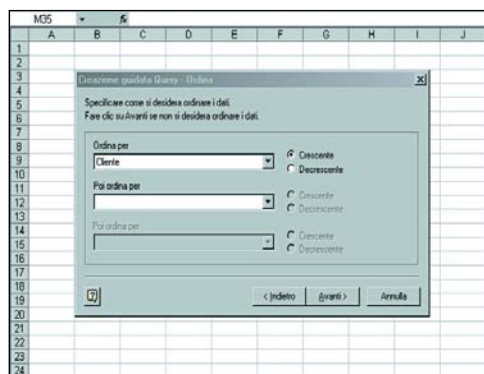 M35 fx
A B C D E F G H I J
1
2
3
4
5
6
7
8
9
10
11
12
13
14
15
16
17
18
19
20
21
22
23
24
Creazione guidata Query - Ordina
Specificare come si desidera ordinare i dati.
Fare clic su Avanti se non si desidera ordinare i dati.
Ordina per
Cliente
Crescente
Decrescente
Poi ordina per
Crescente
Decrescente
Poi ordina per
Crescente
Decrescente
?
< Indietro Avanti > Annulla